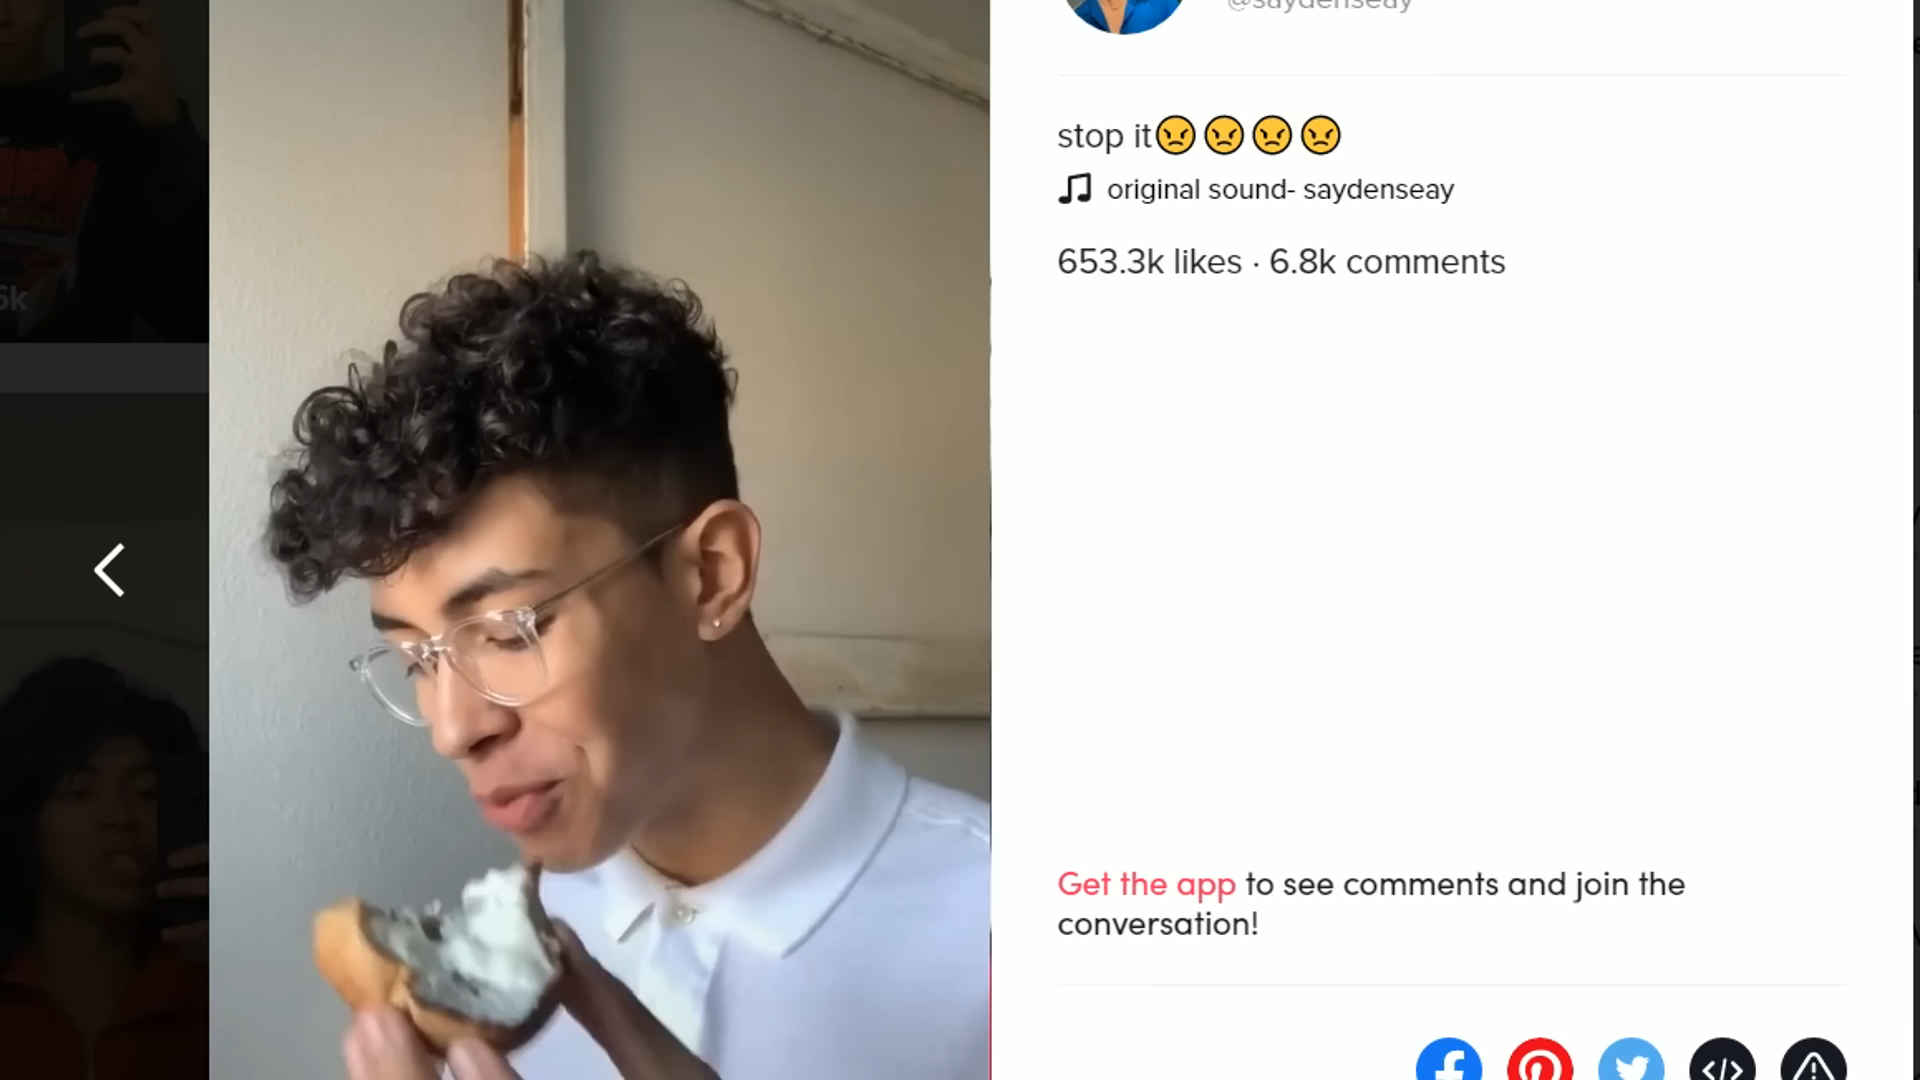 @saydenseay
stop it😠😠😠😠
original sound- saydenseay
653.3k likes · 6.8k comments
Get the app to see comments and join the
conversation!